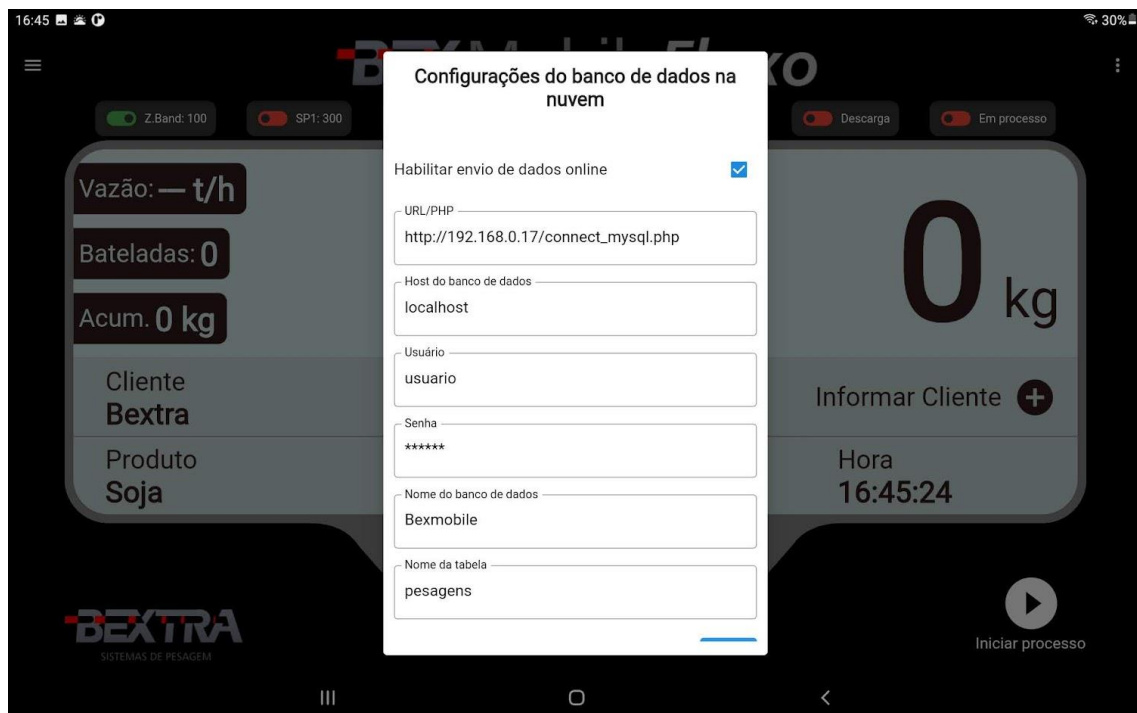 16:45
30%
BEX Mobile Fluxo
Configurações do banco de dados na
nuvem
Z.Band: 100
SP1: 300
Descarga
Em processo
Habilitar envio de dados online
URL/PHP
http://192.168.0.17/connect_mysql.php
Host do banco de dados
localhost
Usuário
usuario
Senha
******
Nome do banco de dados
Bexmobile
Nome da tabela
pesagens
Vazão: — t/h
Bateladas: 0
Acum. 0 kg
0 kg
Cliente
Bextra
Informar Cliente
Produto
Soja
Hora
16:45:24
BEXTRA
SISTEMAS DE PESAGEM
Iniciar processo